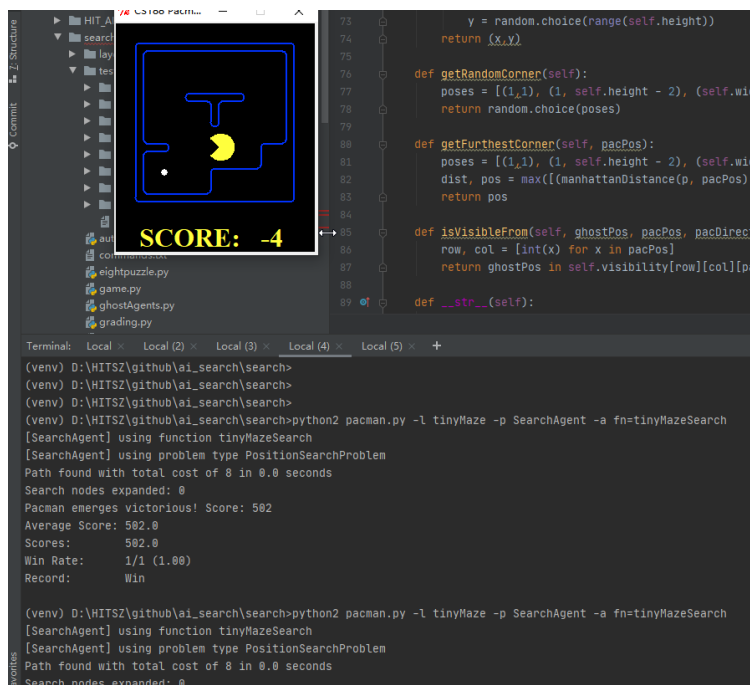 CS188 Pacm...
SCORE: -4
Z: Structure
Commit
HIT_A
search
lay
tes
aut
commands.txt
eightpuzzle.py
game.py
ghostAgents.py
grading.py
73 y = random.choice(range(self.height))
74 return (x,y)
75
76 def getRandomCorner(self):
77 poses = [(1,1), (1, self.height - 2), (self.wi
78 return random.choice(poses)
79
80 def getFurthestCorner(self, pacPos):
81 poses = [(1,1), (1, self.height - 2), (self.wi
82 dist, pos = max([(manhattanDistance(p, pacPos)
83 return pos
84
85 def isVisibleFrom(self, ghostPos, pacPos, pacDirect
86 row, col = [int(x) for x in pacPos]
87 return ghostPos in self.visibility[row][col][pa
88
89 def __str__(self):
Terminal: Local × Local (2) × Local (3) × Local (4) × Local (5) × +
(venv) D:\HITSZ\github\ai_search\search>
(venv) D:\HITSZ\github\ai_search\search>
(venv) D:\HITSZ\github\ai_search\search>
(venv) D:\HITSZ\github\ai_search\search>python2 pacman.py -l tinyMaze -p SearchAgent -a fn=tinyMazeSearch
[SearchAgent] using function tinyMazeSearch
[SearchAgent] using problem type PositionSearchProblem
Path found with total cost of 8 in 0.0 seconds
Search nodes expanded: 0
Pacman emerges victorious! Score: 502
Average Score: 502.0
Scores: 502.0
Win Rate: 1/1 (1.00)
Record: Win
(venv) D:\HITSZ\github\ai_search\search>python2 pacman.py -l tinyMaze -p SearchAgent -a fn=tinyMazeSearch
[SearchAgent] using function tinyMazeSearch
[SearchAgent] using problem type PositionSearchProblem
Path found with total cost of 8 in 0.0 seconds
Search nodes expanded: 0
avorites